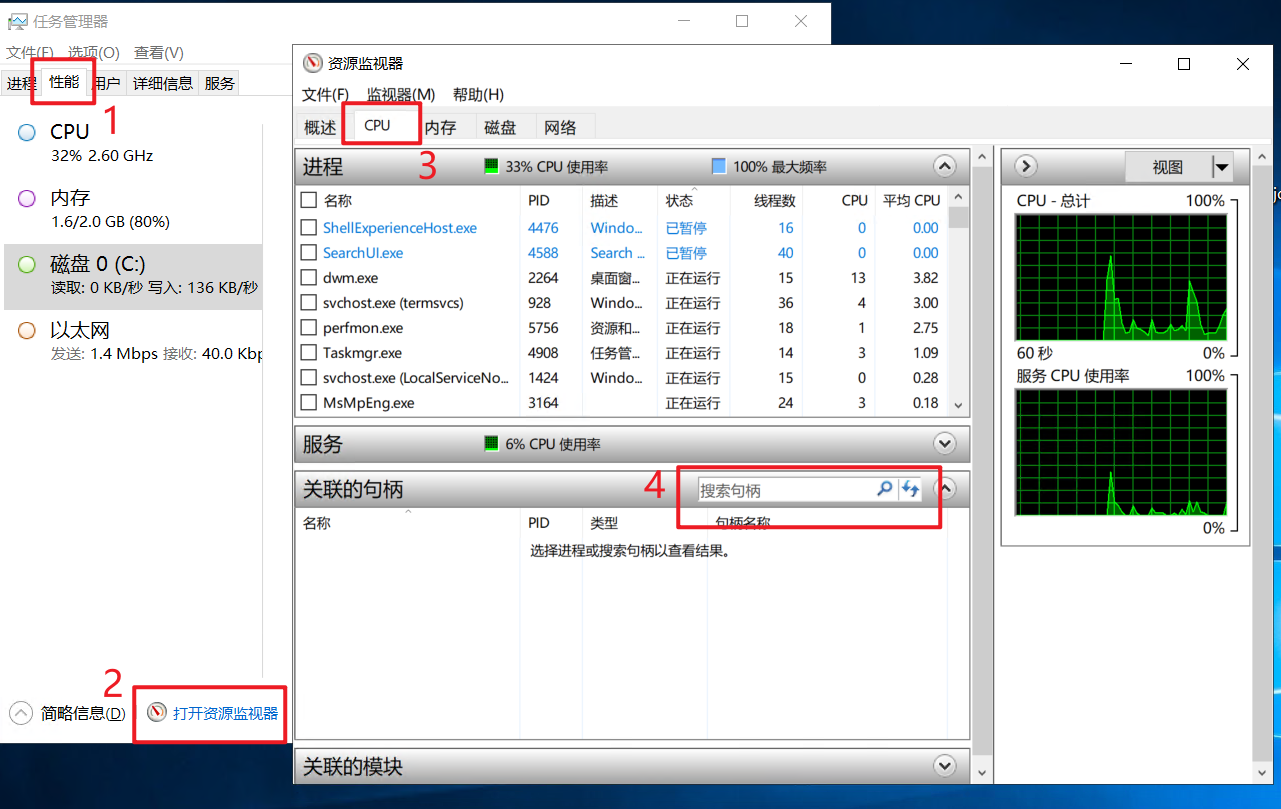 任务管理器
文件(F) 选项(O) 查看(V)
进程 性能 用户 详细信息 服务
1
CPU
32% 2.60 GHz
内存
1.6/2.0 GB (80%)
磁盘 0 (C:)
读取: 0 KB/秒 写入: 136 KB/秒
以太网
发送: 1.4 Mbps 接收: 40.0 Kbp
2
简略信息(D) 打开资源监视器
资源监视器
文件(F) 监视器(M) 帮助(H)
概述 CPU 内存 磁盘 网络
3
进程 33% CPU 使用率 100% 最大频率
名称 PID 描述 状态 线程数 CPU 平均 CPU
ShellExperienceHost.exe 4476 Windo... 已暂停 16 0 0.00
SearchUI.exe 4588 Search ... 已暂停 40 0 0.00
dwm.exe 2264 桌面窗... 正在运行 15 13 3.82
svchost.exe (termsvcs) 928 Windo... 正在运行 36 4 3.00
perfmon.exe 5756 资源和... 正在运行 18 1 2.75
Taskmgr.exe 4908 任务管... 正在运行 14 3 1.09
svchost.exe (LocalServiceNo... 1424 Windo... 正在运行 15 0 0.28
MsMpEng.exe 3164 正在运行 24 3 0.18
服务 6% CPU 使用率
关联的句柄 4 搜索句柄
名称 PID 类型 句柄名称
选择进程或搜索句柄以查看结果。
关联的模块
视图
CPU - 总计 100%
60 秒 0%
服务 CPU 使用率 100%
0%